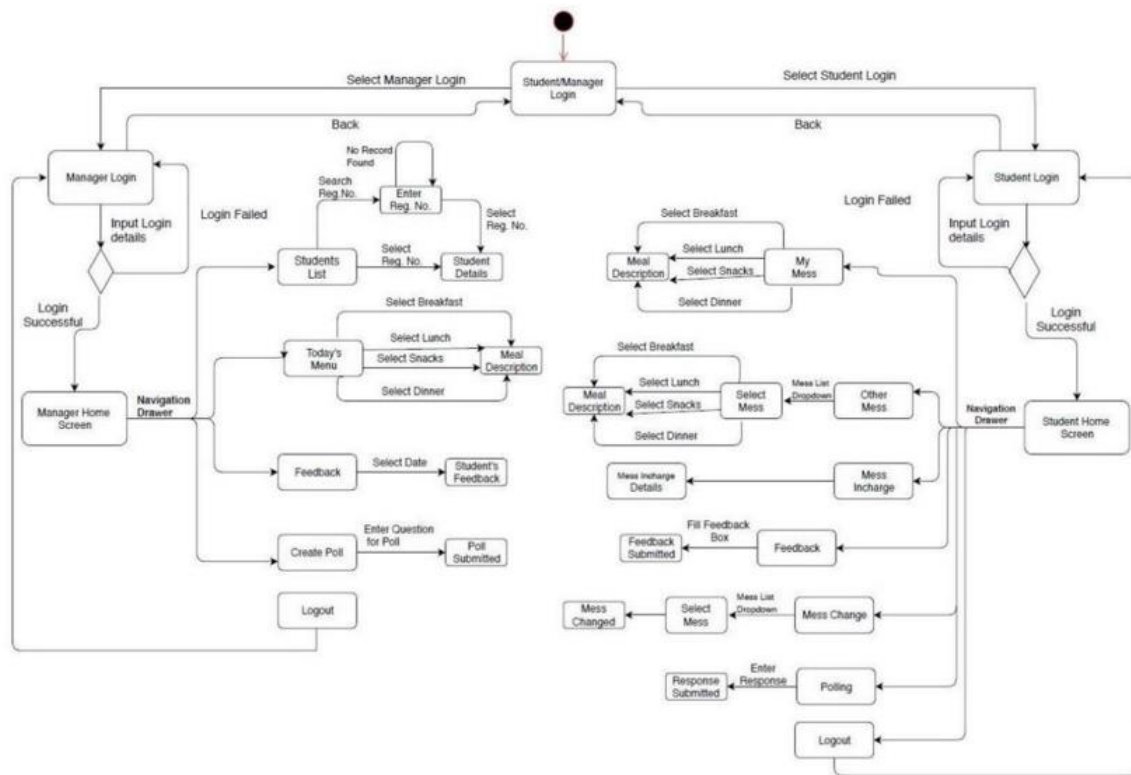 Select Manager Login
Student/Manager
Login
Select Student Login
Back
Back
Manager Login
Input Login
details
Login Failed
Login
Successful
Manager Home
Screen
Navigation
Drawer
No Record
Found
Search
Reg.No.
Enter
Reg. No.
Select
Reg. No.
Students
List
Select
Reg. No.
Student
Details
Select Breakfast
Today's
Menu
Select Lunch
Select Snacks
Meal
Description
Select Dinner
Feedback
Select Date
Student's
Feedback
Create Poll
Enter Question
for Poll
Poll
Submitted
Logout
Student Login
Login Failed
Input Login
details
Login
Successful
Student Home
Screen
Navigation
Drawer
Select Breakfast
Meal
Description
Select Lunch
Select Snacks
My
Mess
Select Dinner
Select Breakfast
Meal
Description
Select Lunch
Select Snacks
Select
Mess
Mess List
Dropdown
Other
Mess
Select Dinner
Mess Incharge
Details
Mess
Incharge
Feedback
Submitted
Fill Feedback
Box
Feedback
Mess
Changed
Select
Mess
Mess List
Dropdown
Mess Change
Response
Submitted
Enter
Response
Polling
Logout